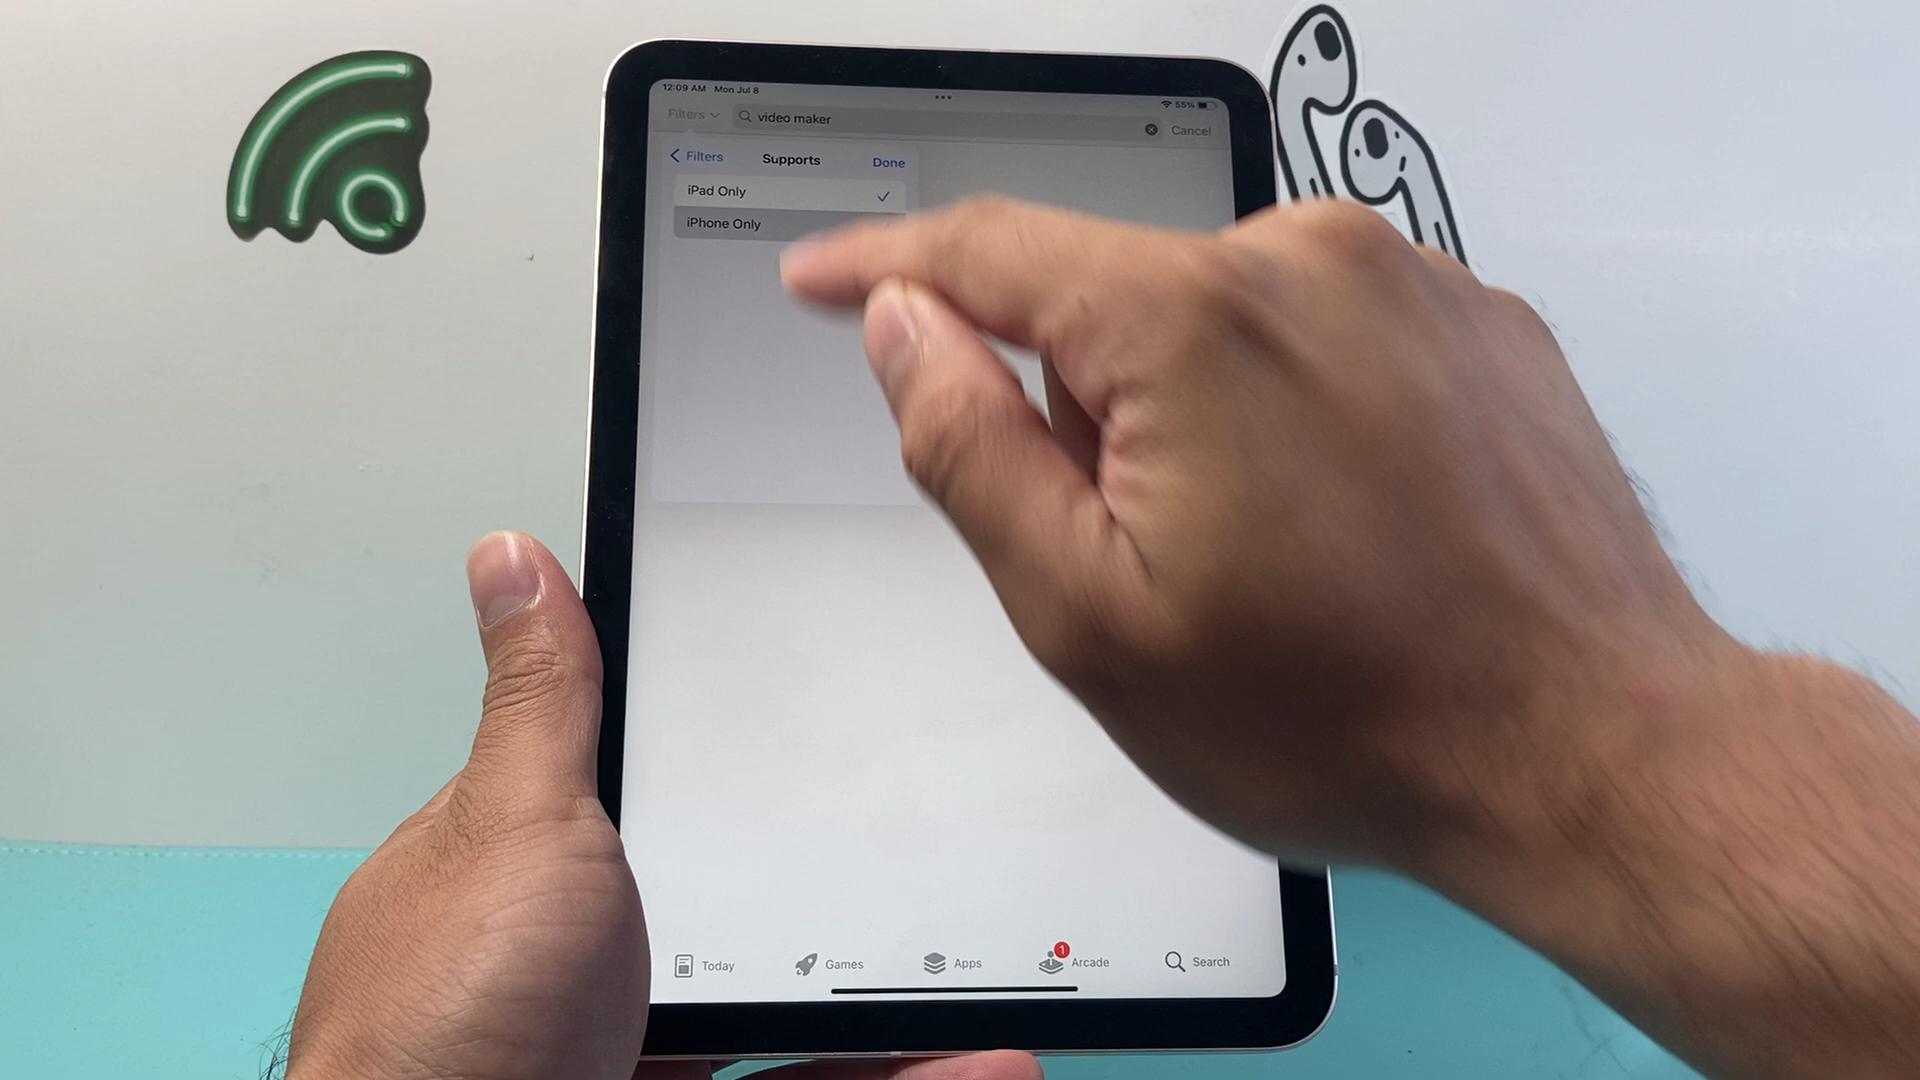 12:09 AM Mon Jul 8
55%
Filters
video maker
Cancel
Filters
Supports
Done
iPad Only
iPhone Only
Today
Games
Apps
1
Arcade
Search